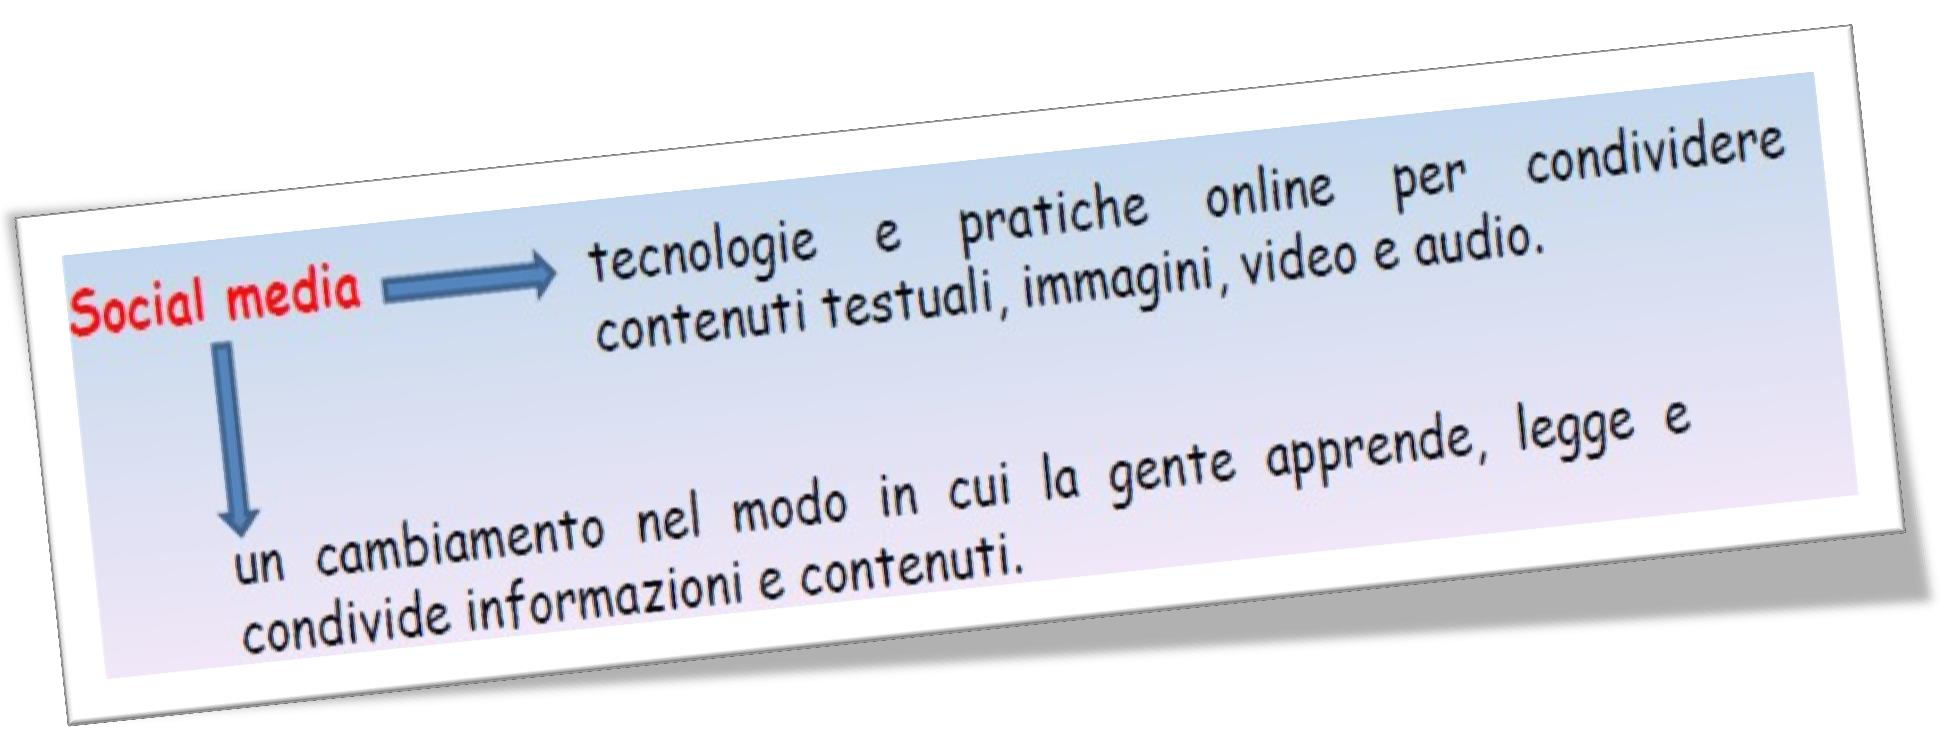 Social media
tecnologie e pratiche online per condividere
contenuti testuali, immagini, video e audio.
un cambiamento nel modo in cui la gente apprende, legge e
condivide informazioni e contenuti.